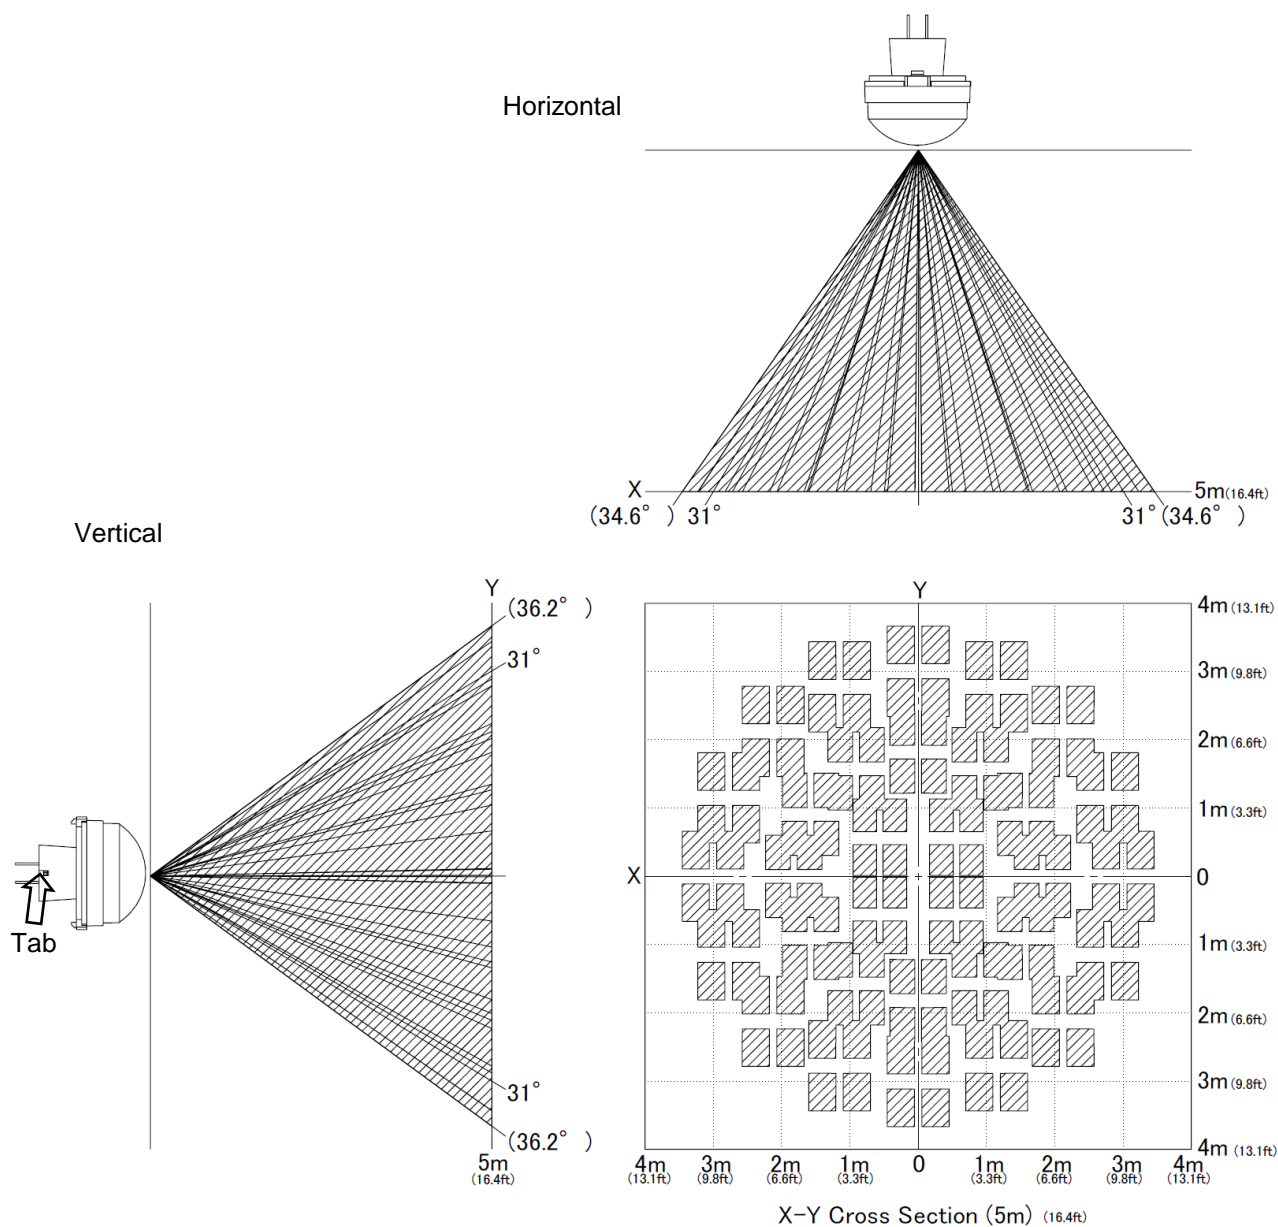 Horizontal
X
5m(16.4ft)
(34.6° ) 31°
31° (34.6° )
Vertical
Y
(36.2° )
31°
Tab
31°
(36.2° )
5m
(16.4ft)
Y
4m (13.1ft)
3m (9.8ft)
2m (6.6ft)
1m (3.3ft)
X
0
1m (3.3ft)
2m (6.6ft)
3m (9.8ft)
4m (13.1ft)
4m 3m 2m 1m 0 1m 2m 3m 4m
(13.1ft) (9.8ft) (6.6ft) (3.3ft) (3.3ft) (6.6ft) (9.8ft) (13.1ft)
X-Y Cross Section (5m) (16.4ft)